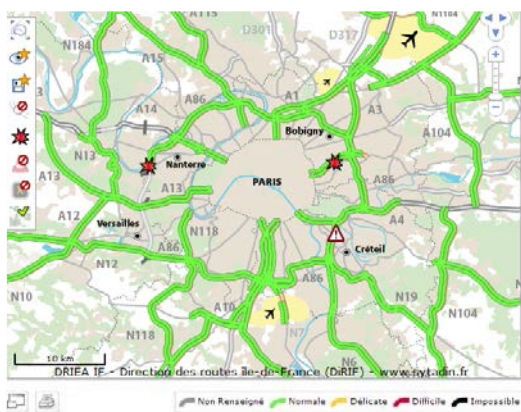 A115
D301
D317
N1184
N184
A15
A1
A14
A86
A3
Bobigny
A104
N13
Nanterre
PARIS
A13
A86
A12
Versailles
N118
A4
Créteil
N12
A86
A86
N10
A10
N7
N19
N104
N118
N6
10 km
DRIEA IF - Direction des routes île-de-France (DiRIF) - www.sytadin.fr
Non Renseigné Normale Délicate Difficile Impossible